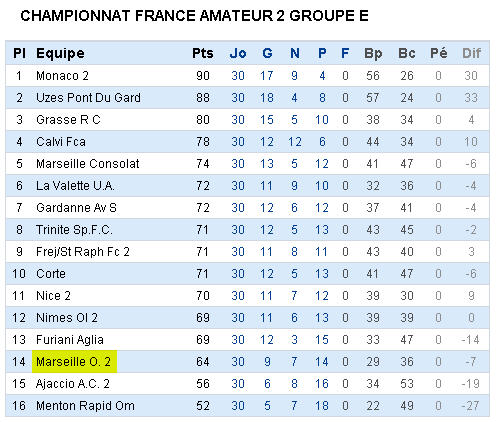 CHAMPIONNAT FRANCE AMATEUR 2 GROUPE E
Pl Equipe Pts Jo G N P F Bp Bc Pé Dif
1 Monaco 2 90 30 17 9 4 0 56 26 0 30
2 Uzes Pont Du Gard 88 30 18 4 8 0 57 24 0 33
3 Grasse R C 80 30 15 5 10 0 38 34 0 4
4 Calvi Fca 78 30 12 12 6 0 44 34 0 10
5 Marseille Consolat 74 30 13 5 12 0 41 47 0 -6
6 La Valette U.A. 72 30 11 9 10 0 32 36 0 -4
7 Gardanne Av S 72 30 12 6 12 0 37 41 0 -4
8 Trinite Sp.F.C. 71 30 12 5 13 0 43 45 0 -2
9 Frej/St Raph Fc 2 71 30 11 8 11 0 43 40 0 3
10 Corte 71 30 12 5 13 0 41 47 0 -6
11 Nice 2 70 30 11 7 12 0 39 30 0 9
12 Nimes Ol 2 69 30 11 6 13 0 39 39 0 0
13 Furiani Aglia 69 30 12 3 15 0 33 47 0 -14
14 Marseille O. 2 64 30 9 7 14 0 29 36 0 -7
15 Ajaccio A.C. 2 56 30 6 8 16 0 34 53 0 -19
16 Menton Rapid Om 52 30 5 7 18 0 22 49 0 -27